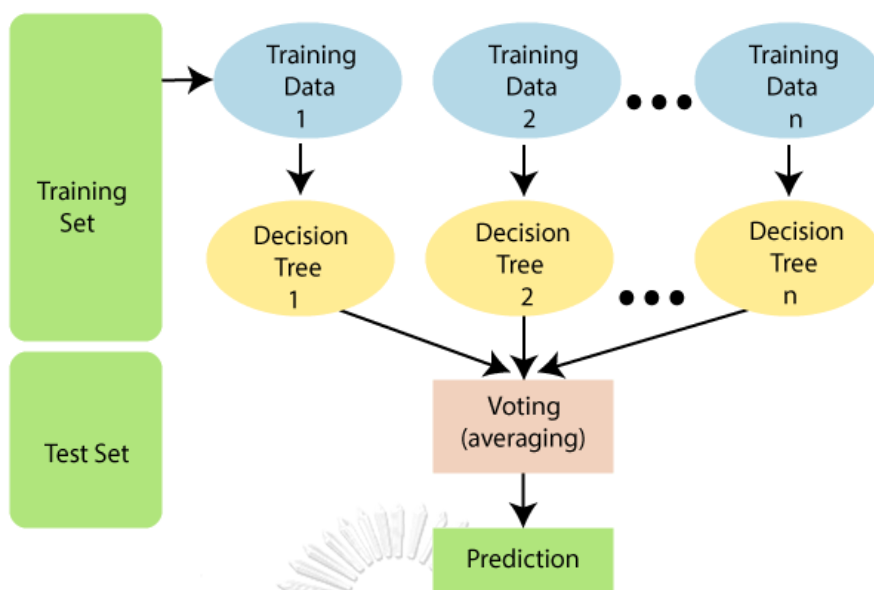 Training
Set
Test Set
Training
Data
1
Training
Data
2
Training
Data
n
Decision
Tree
1
Decision
Tree
2
Decision
Tree
n
Voting
(averaging)
Prediction